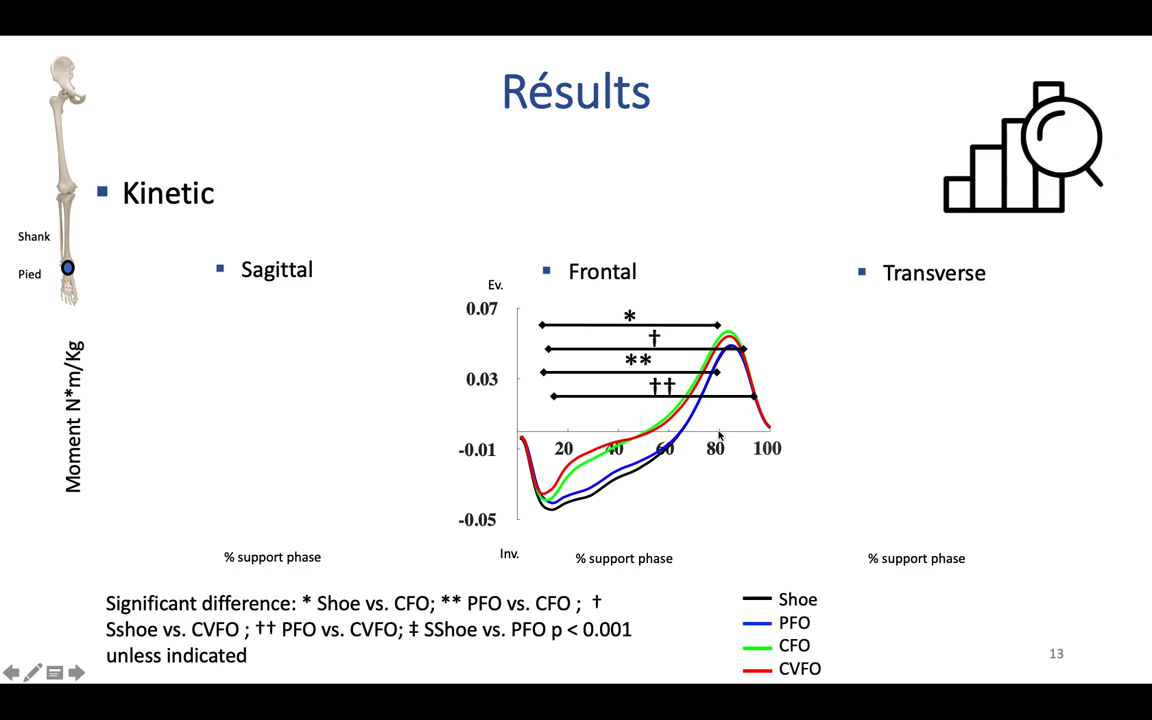 Résults
Kinetic
Shank
Pied
Sagittal
Frontal
Transverse
Ev.
Moment N*m/Kg
0.07
0.03
-0.01
-0.05
*
†
**
††
20 40 60 80 100
Inv.
% support phase
% support phase
% support phase
Significant difference: * Shoe vs. CFO; ** PFO vs. CFO ; †
Sshoe vs. CVFO ; †† PFO vs. CVFO; ‡ SShoe vs. PFO p < 0.001
unless indicated
Shoe
PFO
CFO
CVFO
13